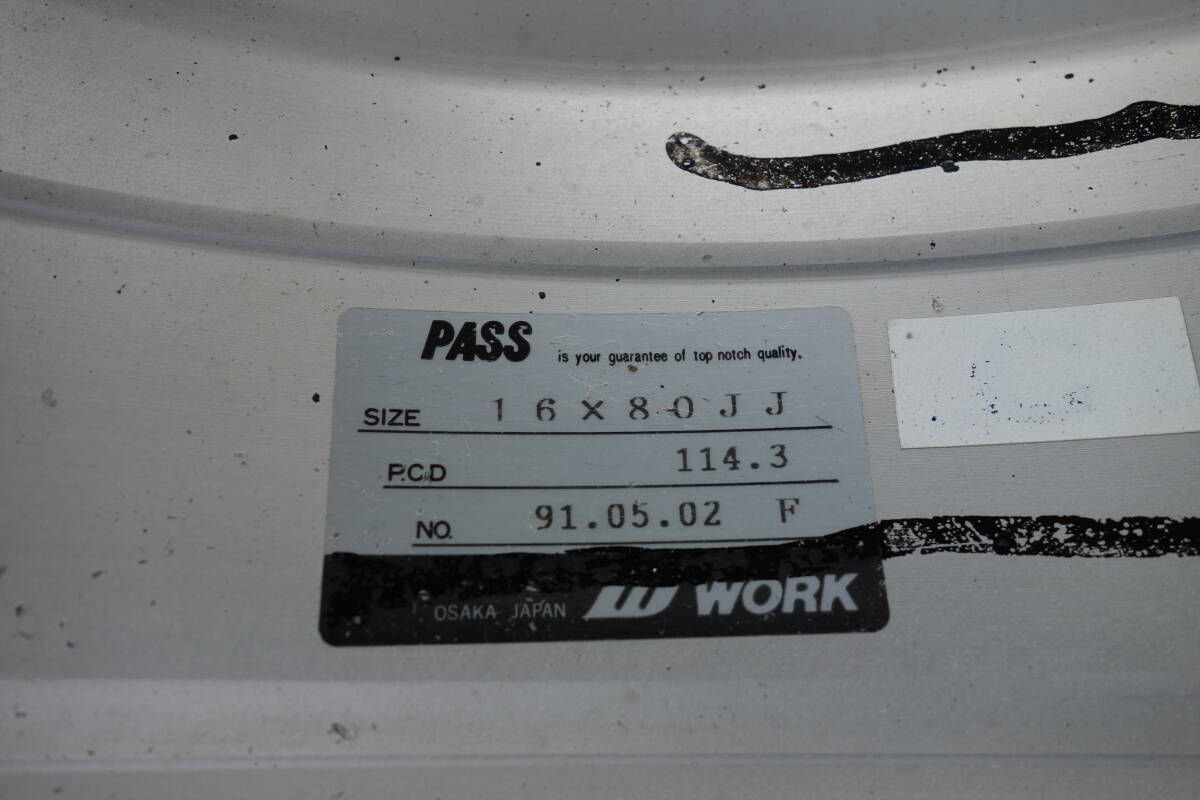 PASS is your guarantee of top notch quality.
SIZE 16×80JJ
P.C.D 114.3
NO. 91.05.02 F
OSAKA JAPAN W WORK